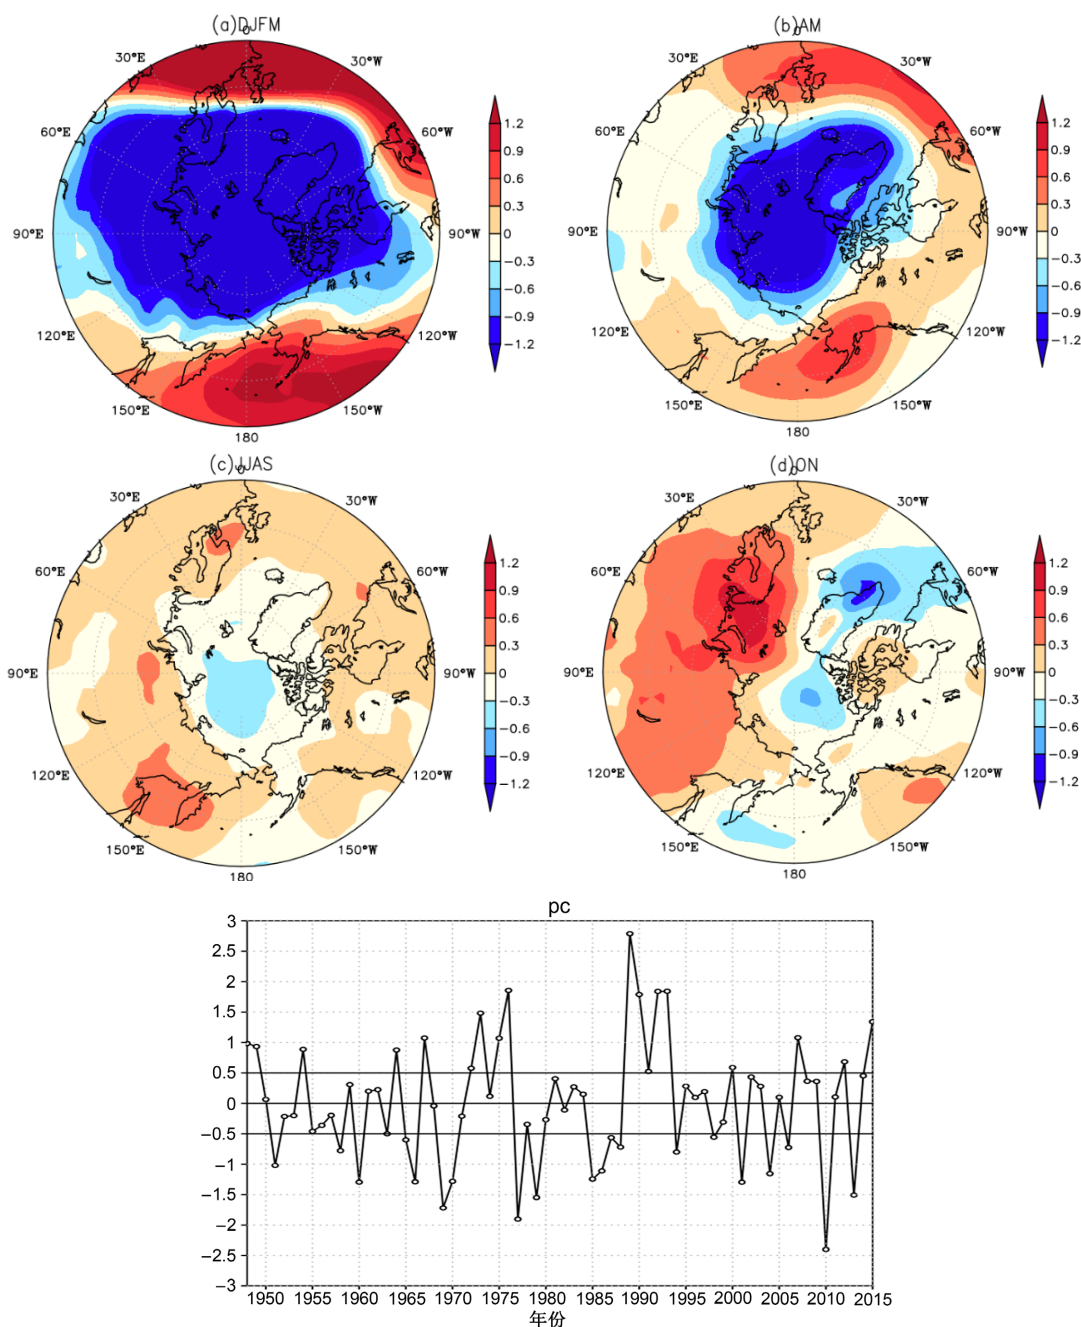 (a)DJFM
0
30°E
30°W
60°E
60°W
90°E
90°W
120°E
120°W
150°E
150°W
180
1.2
0.9
0.6
0.3
0
−0.3
−0.6
−0.9
−1.2
(b)AM
0
30°E
30°W
60°E
60°W
90°E
90°W
120°E
120°W
150°E
150°W
180
1.2
0.9
0.6
0.3
0
−0.3
−0.6
−0.9
−1.2
(c)JJAS
0
30°E
30°W
60°E
60°W
90°E
90°W
120°E
120°W
150°E
150°W
180
1.2
0.9
0.6
0.3
0
−0.3
−0.6
−0.9
−1.2
(d)ON
0
30°E
30°W
60°E
60°W
90°E
90°W
120°E
120°W
150°E
150°W
180
1.2
0.9
0.6
0.3
0
−0.3
−0.6
−0.9
−1.2
pc
3
2.5
2
1.5
1
0.5
0
−0.5
−1
−1.5
−2
−2.5
−3
1950 1955 1960 1965 1970 1975 1980 1985 1990 1995 2000 2005 2010 2015
年份